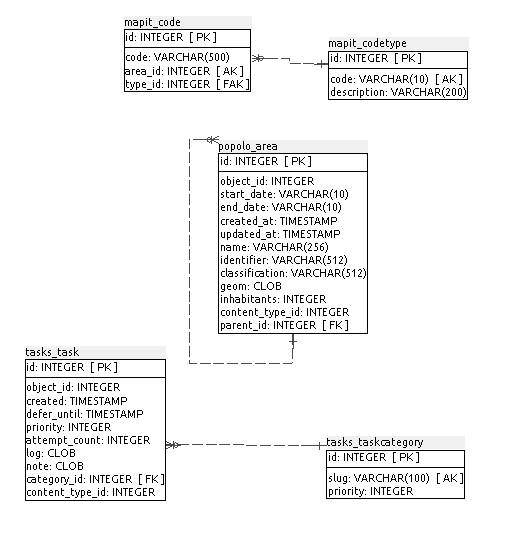 mapit_code
id: INTEGER [ PK ]
code: VARCHAR(500)
area_id: INTEGER [ AK ]
type_id: INTEGER [ FAK ]
mapit_codetype
id: INTEGER [ PK ]
code: VARCHAR(10) [ AK ]
description: VARCHAR(200)
popolo_area
id: INTEGER [ PK ]
object_id: INTEGER
start_date: VARCHAR(10)
end_date: VARCHAR(10)
created_at: TIMESTAMP
updated_at: TIMESTAMP
name: VARCHAR(256)
identifier: VARCHAR(512)
classification: VARCHAR(512)
geom: CLOB
inhabitants: INTEGER
content_type_id: INTEGER
parent_id: INTEGER [ FK ]
tasks_task
id: INTEGER [ PK ]
object_id: INTEGER
created: TIMESTAMP
defer_until: TIMESTAMP
priority: INTEGER
attempt_count: INTEGER
log: CLOB
note: CLOB
category_id: INTEGER [ FK ]
content_type_id: INTEGER
tasks_taskcategory
id: INTEGER [ PK ]
slug: VARCHAR(100) [ AK ]
priority: INTEGER